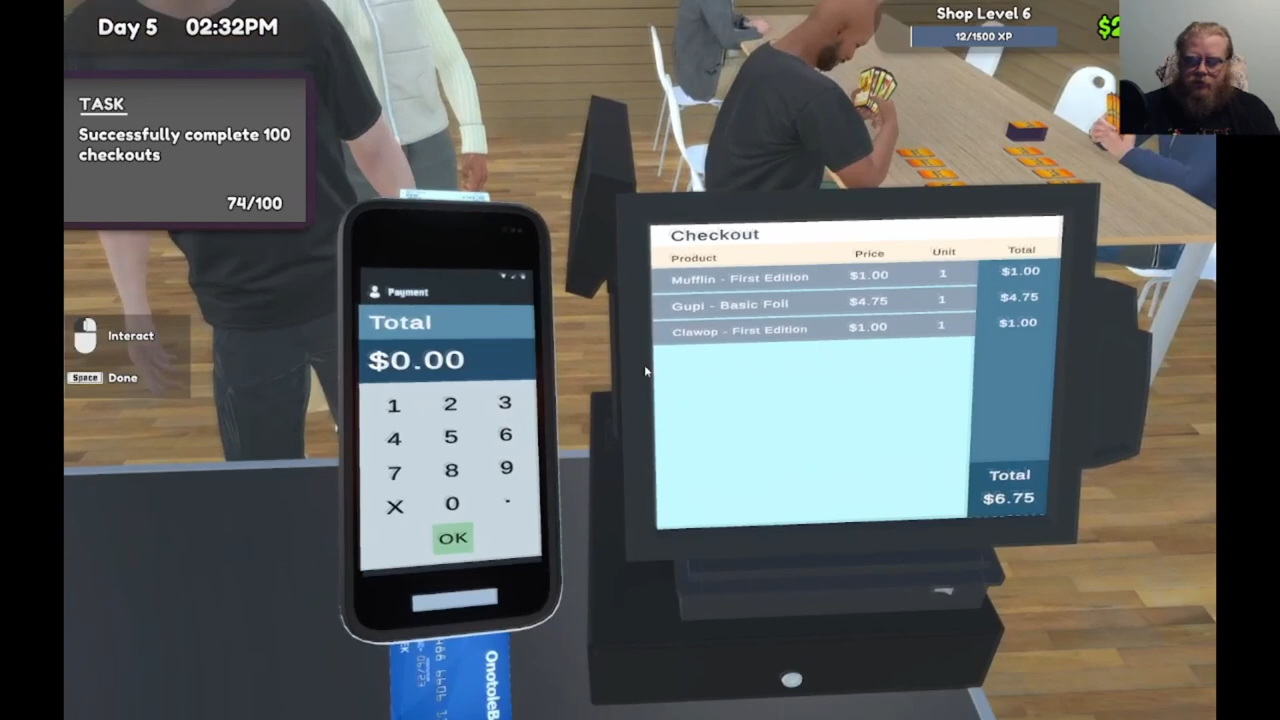 Day 5 02:32PM
Shop Level 6
12/1500 XP
TASK
Successfully complete 100
checkouts
74/100
Interact
Space Done
Payment
Total
$0.00
1 2 3
4 5 6
7 8 9
X 0 .
OK
Checkout
Product Price Unit Total
Mufflin - First Edition $1.00 1 $1.00
Gupi - Basic Foil $4.75 1 $4.75
Clawop - First Edition $1.00 1 $1.00
Total
$6.75